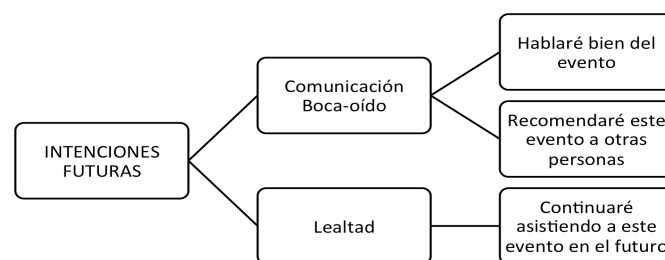 INTENCIONES
FUTURAS
Comunicación
Boca-oído
Hablaré bien del
evento
Recomendaré este
evento a otras
personas
Lealtad
Continuaré
asistiendo a este
evento en el futuro